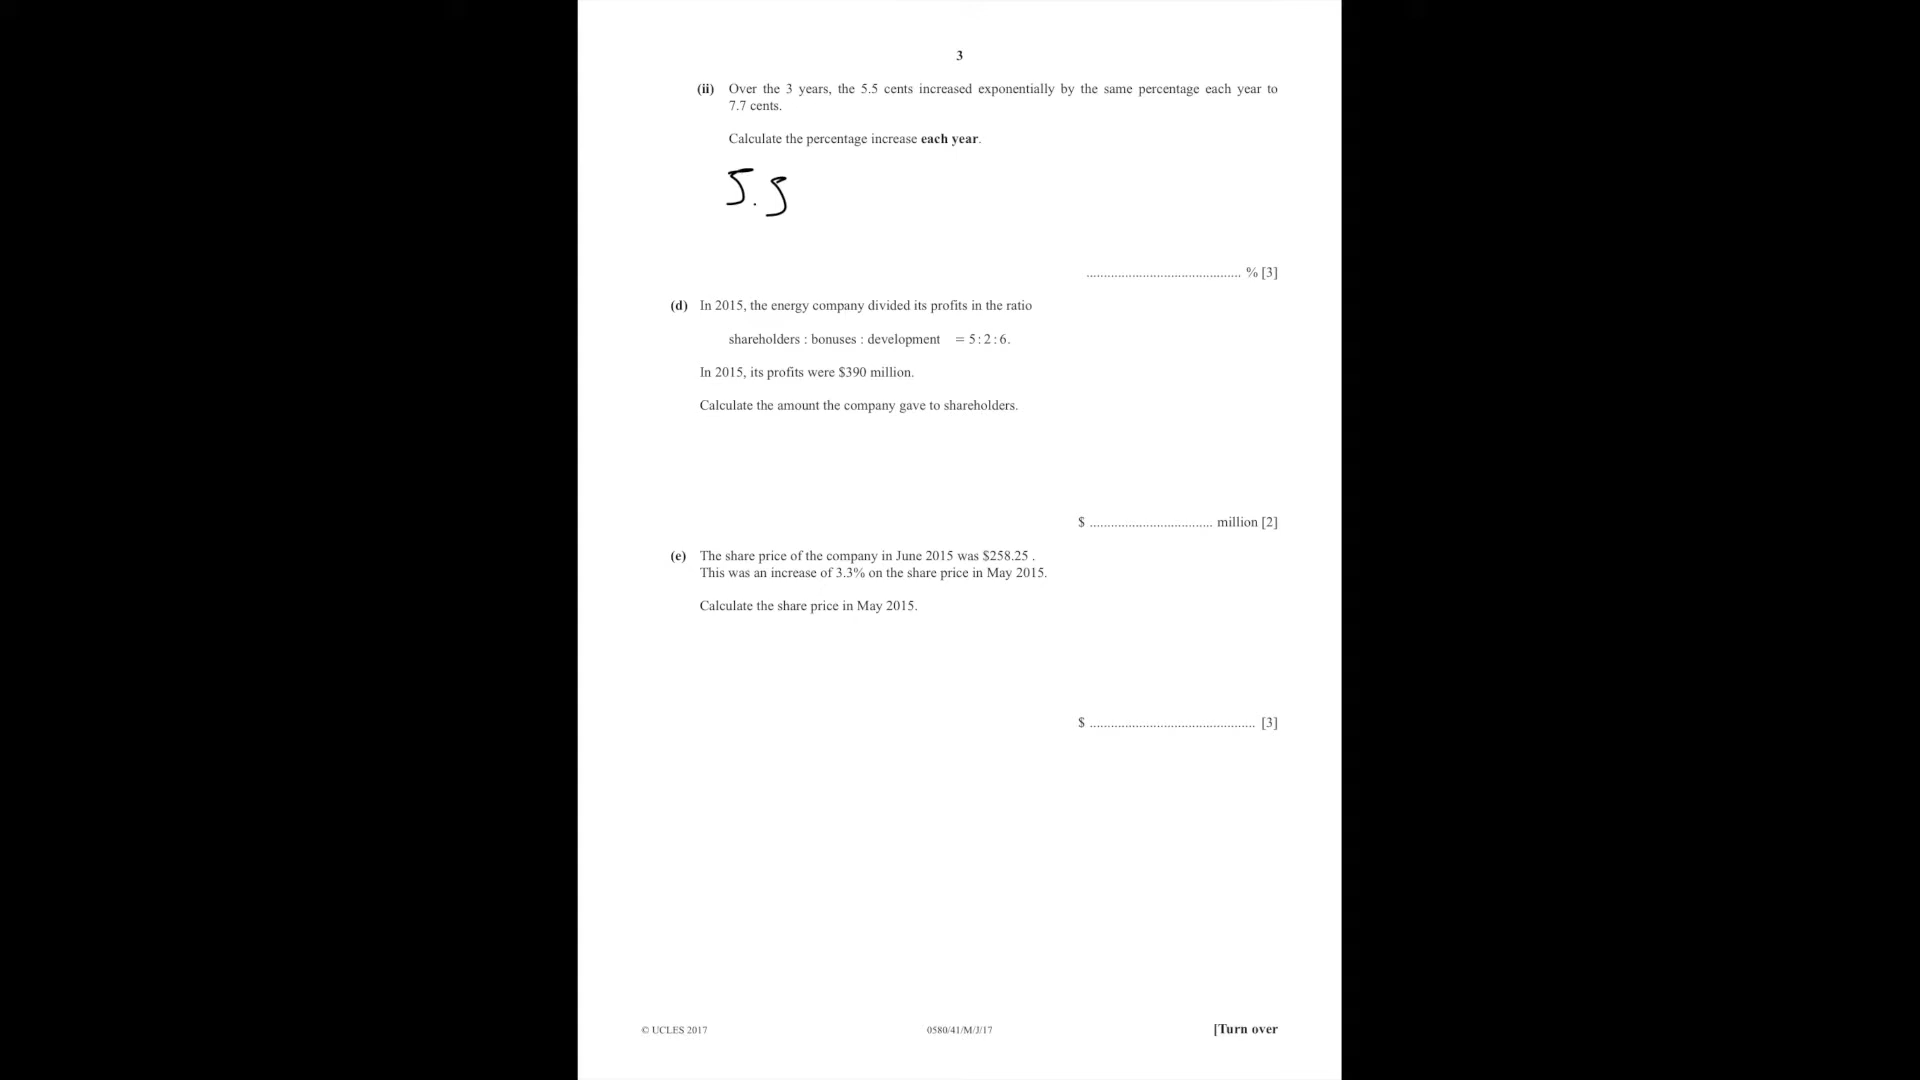 3
(ii) Over the 3 years, the 5.5 cents increased exponentially by the same percentage each year to
7.7 cents.
Calculate the percentage increase each year.
5.5
.......................................... % [3]
(d) In 2015, the energy company divided its profits in the ratio
shareholders : bonuses : development = 5 : 2 : 6.
In 2015, its profits were $390 million.
Calculate the amount the company gave to shareholders.
$ .................................. million [2]
(e) The share price of the company in June 2015 was $258.25 .
This was an increase of 3.3% on the share price in May 2015.
Calculate the share price in May 2015.
$ .............................................. [3]
© UCLES 2017 0580/41/M/J/17 [Turn over